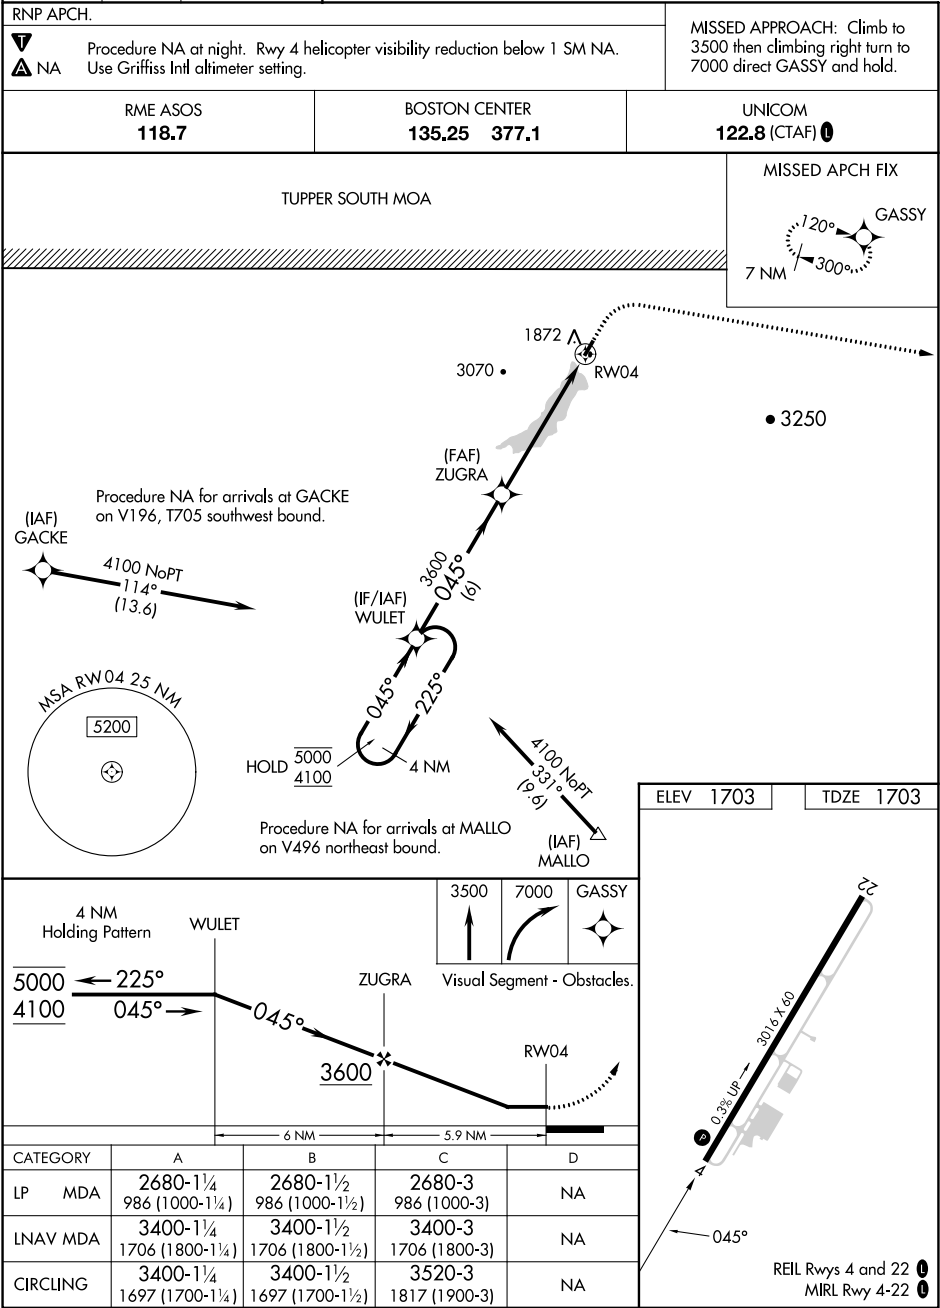 RNP APCH.
T
A NA
Procedure NA at night. Rwy 4 helicopter visibility reduction below 1 SM NA.
Use Griffiss Intl altimeter setting.
MISSED APPROACH: Climb to
3500 then climbing right turn to
7000 direct GASSY and hold.
RME ASOS
118.7
BOSTON CENTER
135.25 377.1
UNICOM
122.8 (CTAF) L
TUPPER SOUTH MOA
MISSED APCH FIX
GASSY
120°
300°
7 NM
1872
RW04
3070
3250
(FAF)
ZUGRA
Procedure NA for arrivals at GACKE
on V196, T705 southwest bound.
(IAF)
GACKE
4100 NoPT
114°
(13.6)
3600
045°
(6)
(IF/IAF)
WULET
045°
225°
MSA RW04 25 NM
5200
HOLD
5000
4100
4 NM
4100 NoPT
331°
(9.6)
(IAF)
MALLO
Procedure NA for arrivals at MALLO
on V496 northeast bound.
ELEV 1703
TDZE 1703
22
3016 X 60
0.3% UP
P
4
045°
REIL Rwys 4 and 22 L
MIRL Rwy 4-22 L
4 NM
Holding Pattern
WULET
3500
7000
GASSY
Visual Segment - Obstacles.
5000
225°
4100
045°
045°
ZUGRA
3600
RW04
6 NM
5.9 NM
CATEGORY A B C D
LP MDA 2680-1¼ 2680-1½ 2680-3 NA
986 (1000-1¼) 986 (1000-1½) 986 (1000-3)
LNAV MDA 3400-1¼ 3400-1½ 3400-3 NA
1706 (1800-1¼) 1706 (1800-1½) 1706 (1800-3)
CIRCLING 3400-1¼ 3400-1½ 3520-3 NA
1697 (1700-1¼) 1697 (1700-1½) 1817 (1900-3)